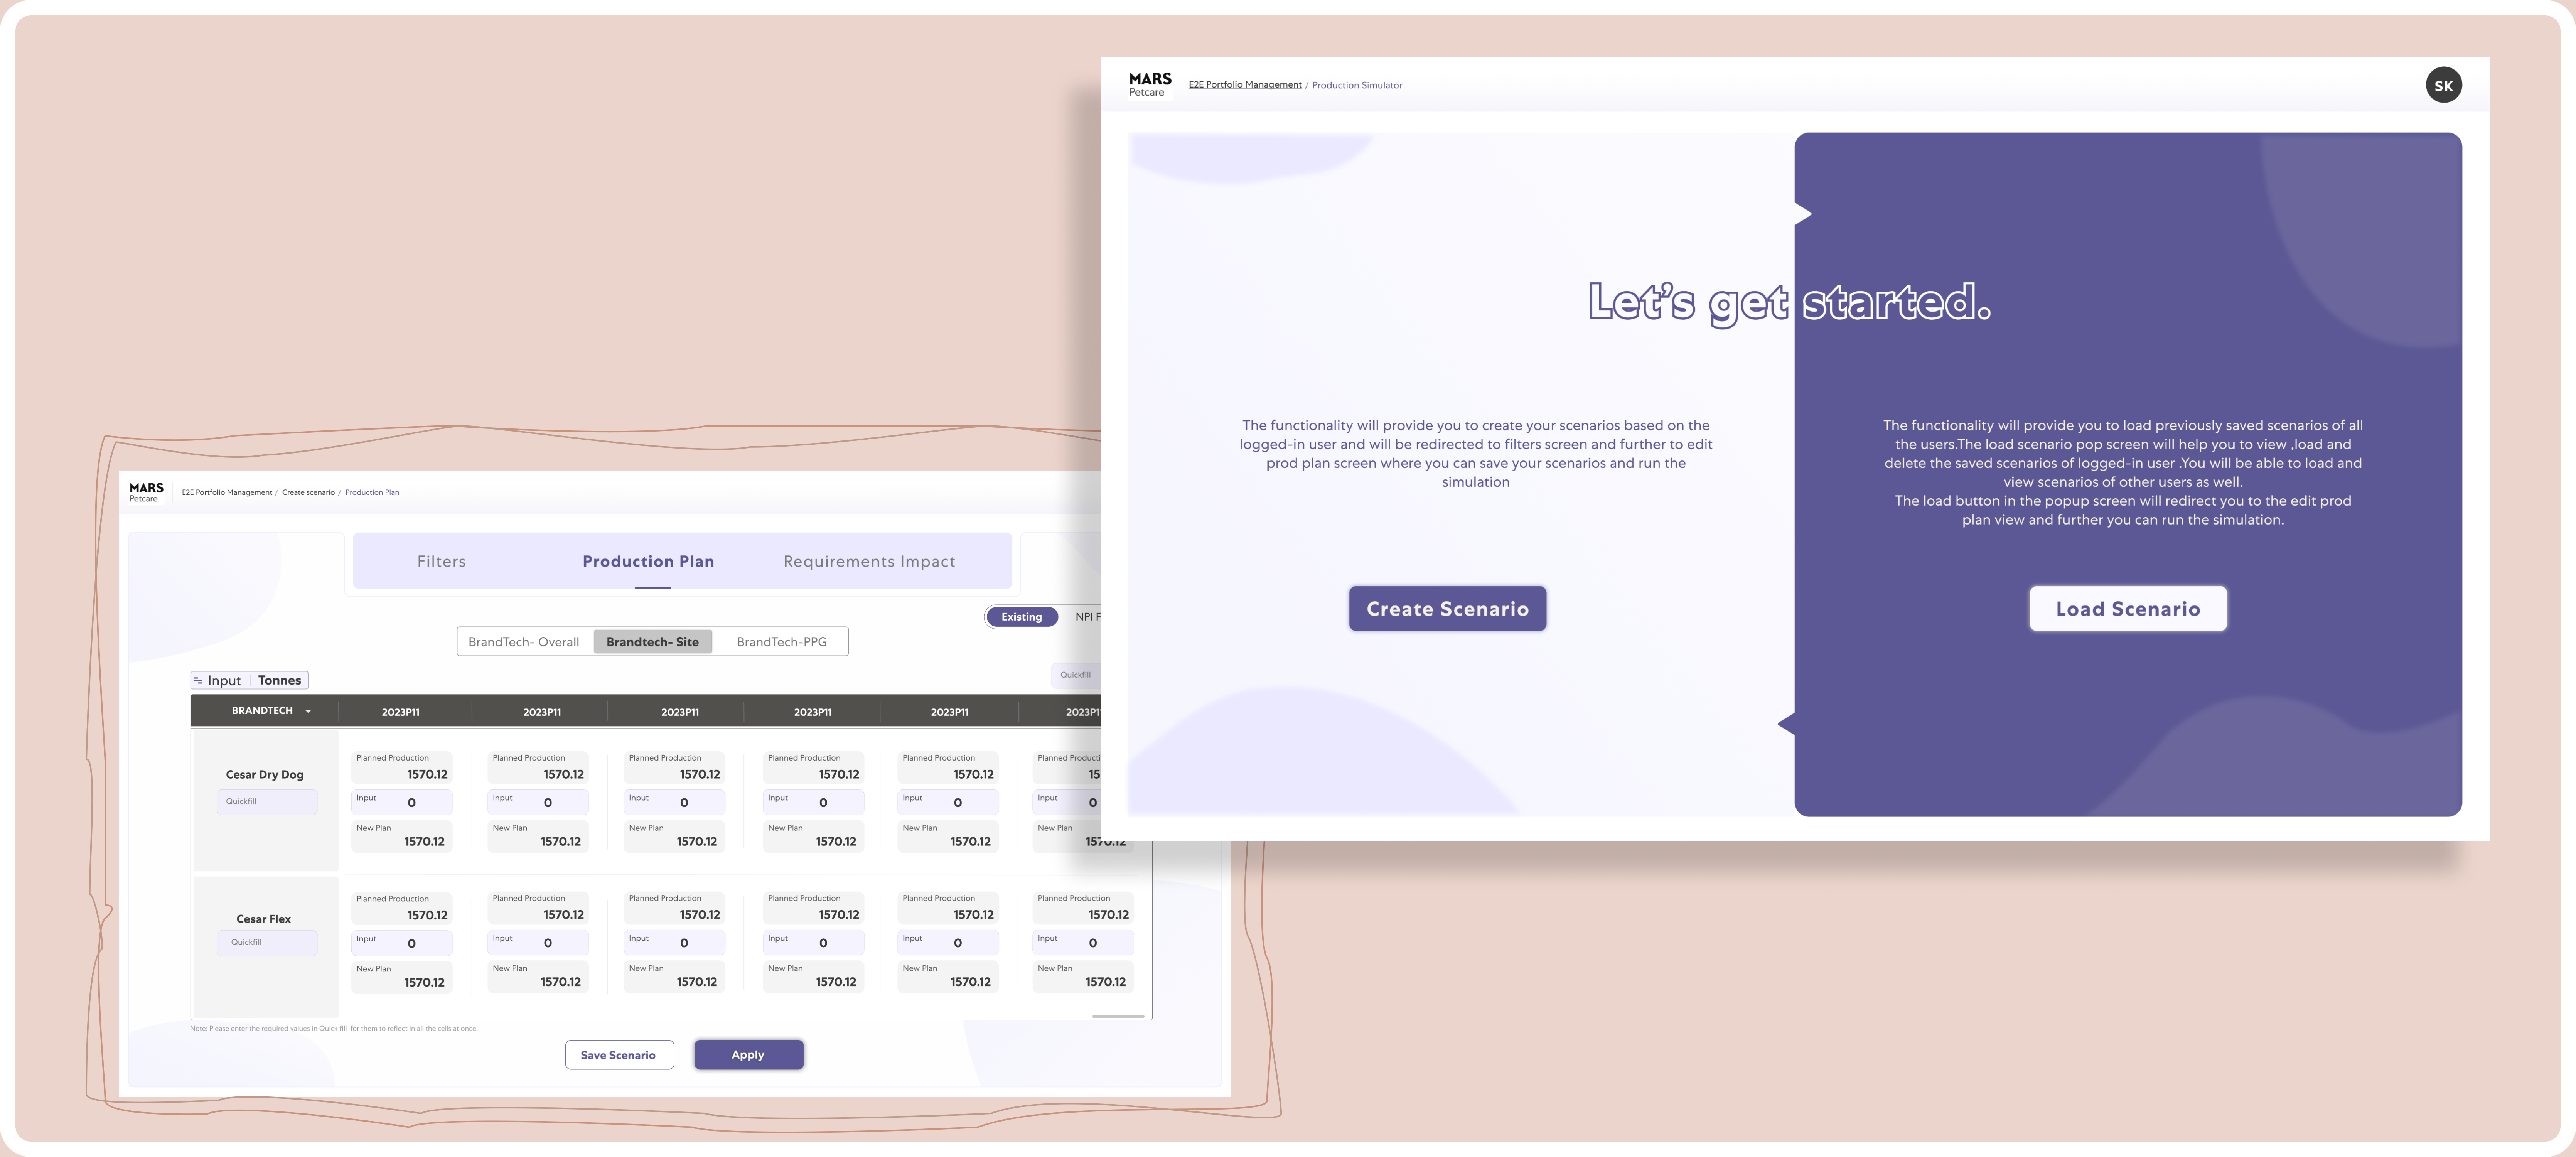 MARS
Petcare
E2E Portfolio Management / Production Simulator
SK
Let's get started.
The functionality will provide you to create your scenarios based on the
logged-in user and will be redirected to filters screen and further to edit
prod plan screen where you can save your scenarios and run the
simulation
Create Scenario
The functionality will provide you to load previously saved scenarios of all
the users.The load scenario pop screen will help you to view ,load and
delete the saved scenarios of logged-in user .You will be able to load and
view scenarios of other users as well.
The load button in the popup screen will redirect you to the edit prod
plan view and further you can run the simulation.
Load Scenario
MARS
Petcare
E2E Portfolio Management / Create scenario / Production Plan
Filters Production Plan Requirements Impact
Existing NPI F
BrandTech- Overall Brandtech- Site BrandTech-PPG
Input Tonnes
Quickfill
BRANDTECH 2023P11 2023P11 2023P11 2023P11 2023P11 2023P1
Cesar Dry Dog
Quickfill
Planned Production Planned Production Planned Production Planned Production Planned Production Planned Producti
1570.12 1570.12 1570.12 1570.12 1570.12 15
Input 0 Input 0 Input 0 Input 0 Input 0 Input 0
New Plan New Plan New Plan New Plan New Plan New Plan
1570.12 1570.12 1570.12 1570.12 1570.12 1570.12
Cesar Flex
Quickfill
Planned Production Planned Production Planned Production Planned Production Planned Production Planned Production
1570.12 1570.12 1570.12 1570.12 1570.12 1570.12
Input 0 Input 0 Input 0 Input 0 Input 0 Input 0
New Plan New Plan New Plan New Plan New Plan New Plan
1570.12 1570.12 1570.12 1570.12 1570.12 1570.12
Note: Please enter the required values in Quick fill for them to reflect in all the cells at once.
Save Scenario Apply